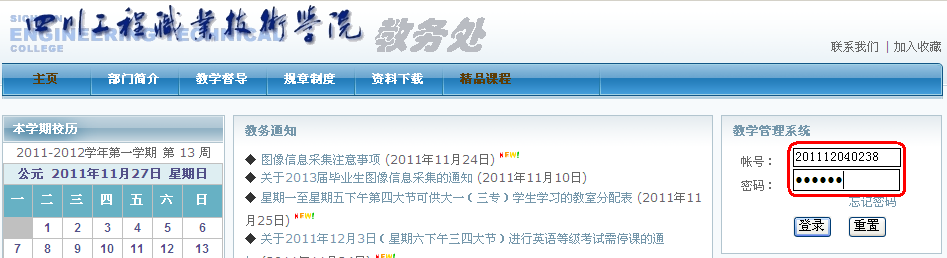 四川工程职业技術學院 教务处
SICHUAN
ENGINEERING TECHNICAL
COLLEGE
联系我们 | 加入收藏
主页 部门简介 教学督导 规章制度 资料下载 精品课程
本学期校历
2011-2012学年第一学期 第 13 周
公元 2011年11月27日 星期日
一 二 三 四 五 六 日
1 2 3 4 5 6
7 8 9 10 11 12 13
教务通知
◆ 图像信息采集注意事项 (2011年11月24日) NEW!
◆ 关于2013届毕业生图像信息采集的通知 (2011年11月10日)
◆ 星期一至星期五下午第四大节可供大一（三专）学生学习的教室分配表 (2011年11
月25日) NEW!
◆ 关于2011年12月3日（星期六下午三四大节）进行英语等级考试需停课的通
教学管理系统
帐号： 201112040238
密码： ●●●●●●
忘记密码
登录 重置